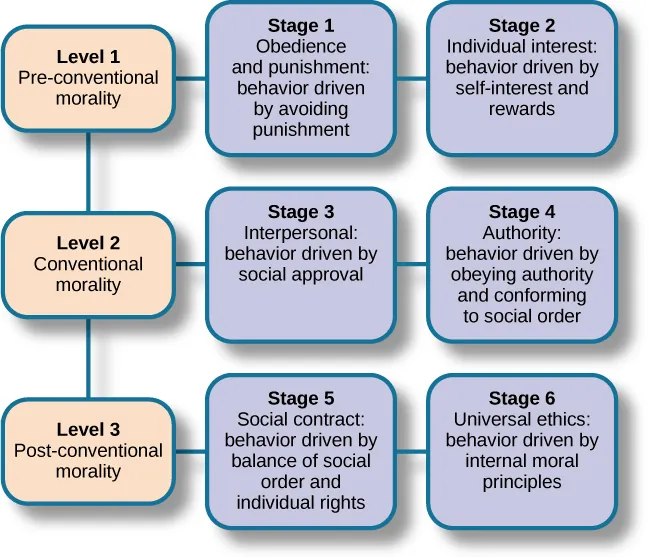 Level 1
Pre-conventional
morality
Stage 1
Obedience
and punishment:
behavior driven
by avoiding
punishment
Stage 2
Individual interest:
behavior driven by
self-interest and
rewards
Level 2
Conventional
morality
Stage 3
Interpersonal:
behavior driven by
social approval
Stage 4
Authority:
behavior driven by
obeying authority
and conforming
to social order
Level 3
Post-conventional
morality
Stage 5
Social contract:
behavior driven by
balance of social
order and
individual rights
Stage 6
Universal ethics:
behavior driven by
internal moral
principles